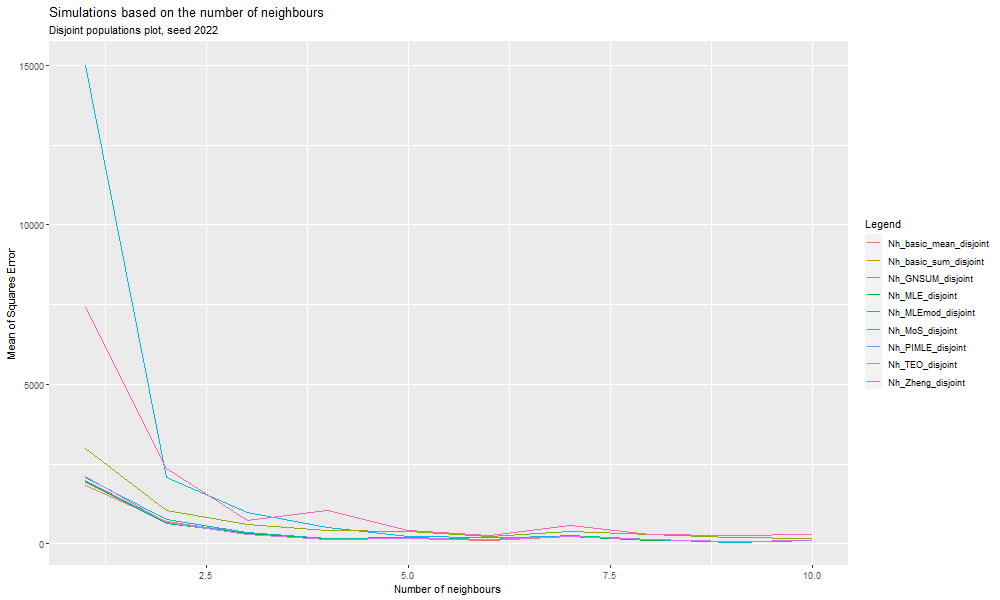 Simulations based on the number of neighbours
Disjoint populations plot, seed 2022
15000
10000
5000
0
Mean of Squares Error
2.5
5.0
7.5
10.0
Number of neighbours
Legend
Nh_basic_mean_disjoint
Nh_basic_sum_disjoint
Nh_GNSUM_disjoint
Nh_MLE_disjoint
Nh_MLEmod_disjoint
Nh_MoS_disjoint
Nh_PIMLE_disjoint
Nh_TEO_disjoint
Nh_Zheng_disjoint